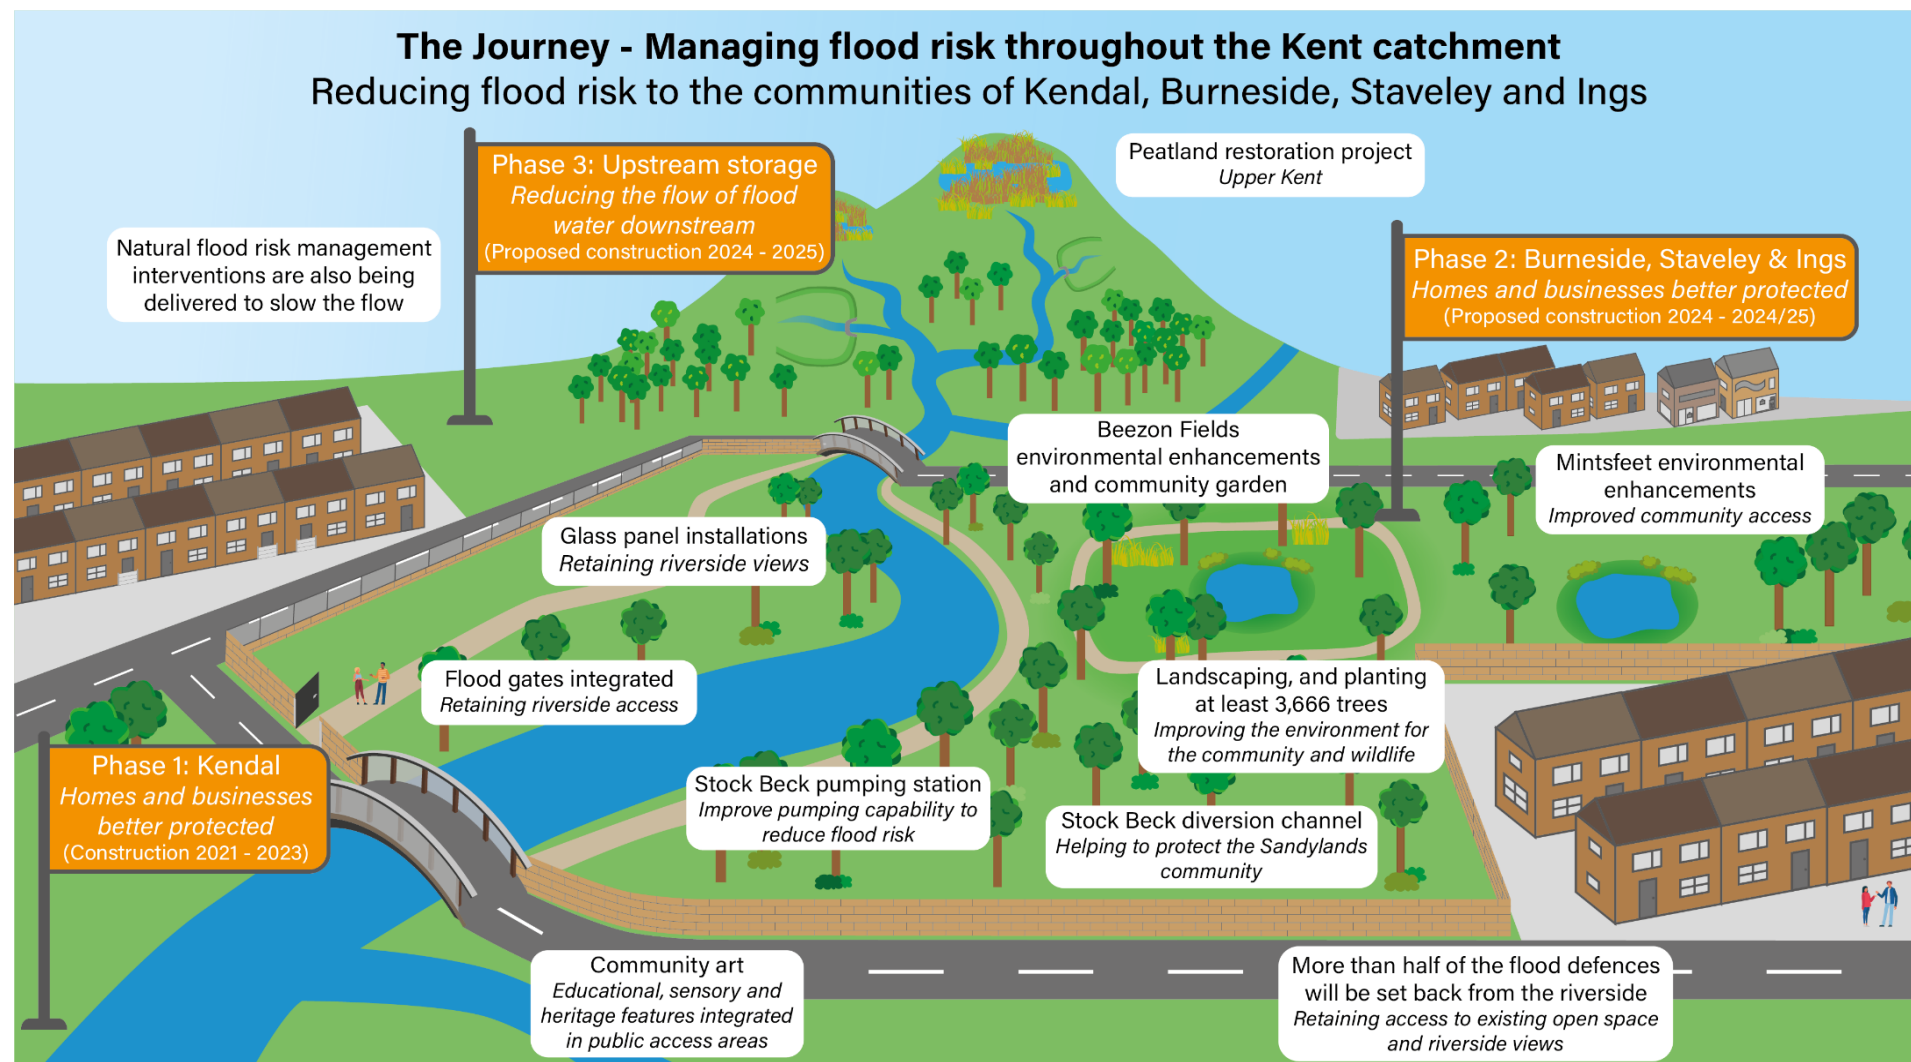 The Journey - Managing flood risk throughout the Kent catchment
Reducing flood risk to the communities of Kendal, Burneside, Staveley and Ings
Phase 3: Upstream storage
Reducing the flow of flood
water downstream
(Proposed construction 2024 - 2025)
Peatland restoration project
Upper Kent
Natural flood risk management
interventions are also being
delivered to slow the flow
Phase 2: Burneside, Staveley & Ings
Homes and businesses better protected
(Proposed construction 2024 - 2024/25)
Beezon Fields
environmental enhancements
and community garden
Mintsfeet environmental
enhancements
Improved community access
Glass panel installations
Retaining riverside views
Flood gates integrated
Retaining riverside access
Landscaping, and planting
at least 3,666 trees
Improving the environment for
the community and wildlife
Phase 1: Kendal
Homes and businesses
better protected
(Construction 2021 - 2023)
Stock Beck pumping station
Improve pumping capability to
reduce flood risk
Stock Beck diversion channel
Helping to protect the Sandylands
community
Community art
Educational, sensory and
heritage features integrated
in public access areas
More than half of the flood defences
will be set back from the riverside
Retaining access to existing open space
and riverside views